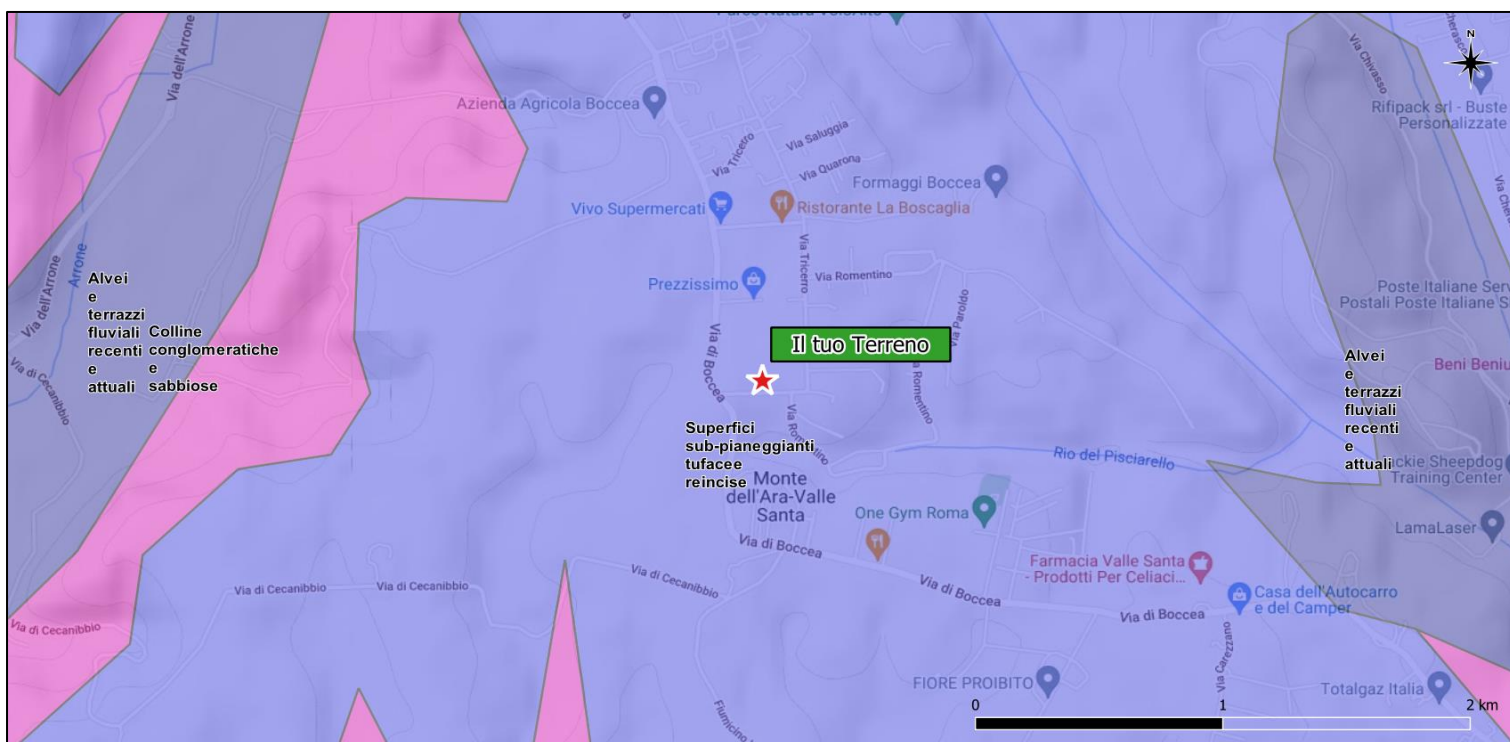 Via dell'Arrone
Azienda Agricola Boccea
Via Tricerro
Via Saluggia
Via Quarona
Formaggi Boccea
Vivo Supermercati
Ristorante La Boscaglia
Via Chivasso
N
Rifipack srl - Buste
Personalizzate
Arrone
Via dell'Arrone
Alvei
e
terrazzi
fluviali
recenti
e
attuali
Colline
conglomeratiche
e
sabbiose
Via di Cecanibbio
Prezzissimo
Via Tricerro
Via Romentino
Via Paroldo
Via di Boccea
Il tuo Terreno
Via Romentino
Via Romentino
Superfici
sub-pianeggianti
tufacee
reincise
Monte
dell'Ara-Valle
Santa
Rio del Pisciarello
Poste Italiane Serv
Postali Poste Italiane S
Beni Beniu
Alvei
e
terrazzi
fluviali
recenti
e
attuali
ckie Sheepdog
Training Center
LamaLaser
One Gym Roma
Via di Boccea
Via di Boccea
Farmacia Valle Santa
- Prodotti Per Celiaci...
Casa dell'Autocarro
e del Camper
Via di Boccea
Via Carezzano
Via di Cecanibbio
Via di Cecanibbio
Via di Cecanibbio
Via di Cecanibbio
Fiumicino
FIORE PROIBITO
Totalgaz Italia
0 1 2 km